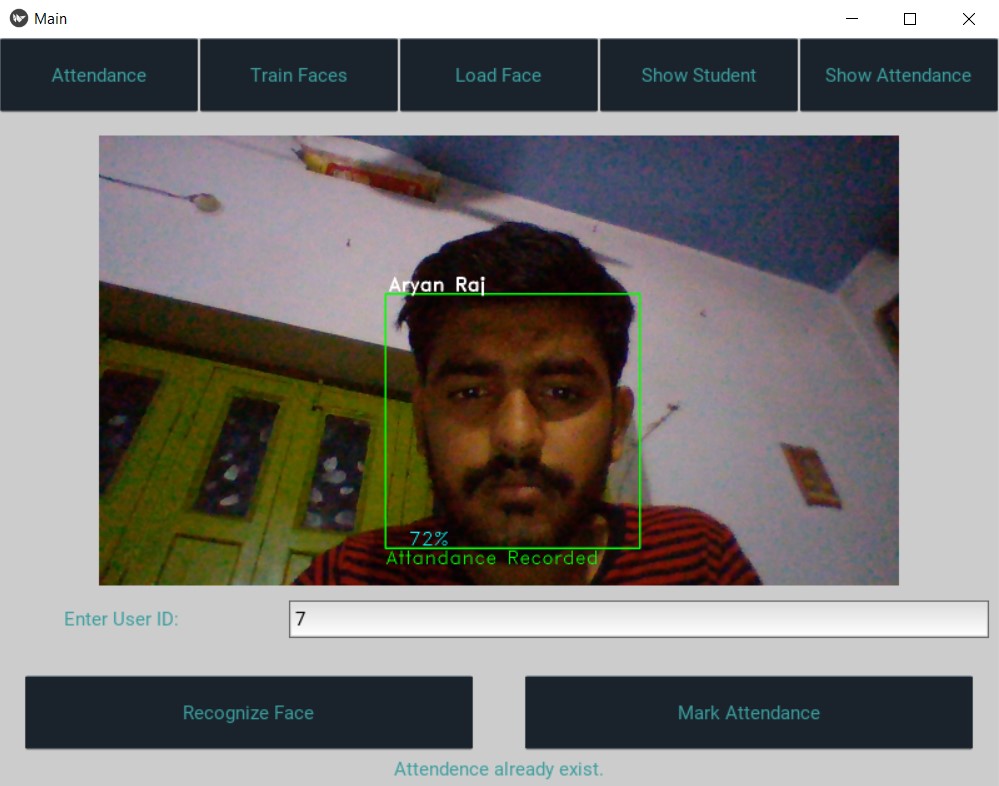 Main
Attendance Train Faces Load Face Show Student Show Attendance
Aryan Raj
72%
Attandance Recorded
Enter User ID: 7
Recognize Face Mark Attendance
Attendence already exist.